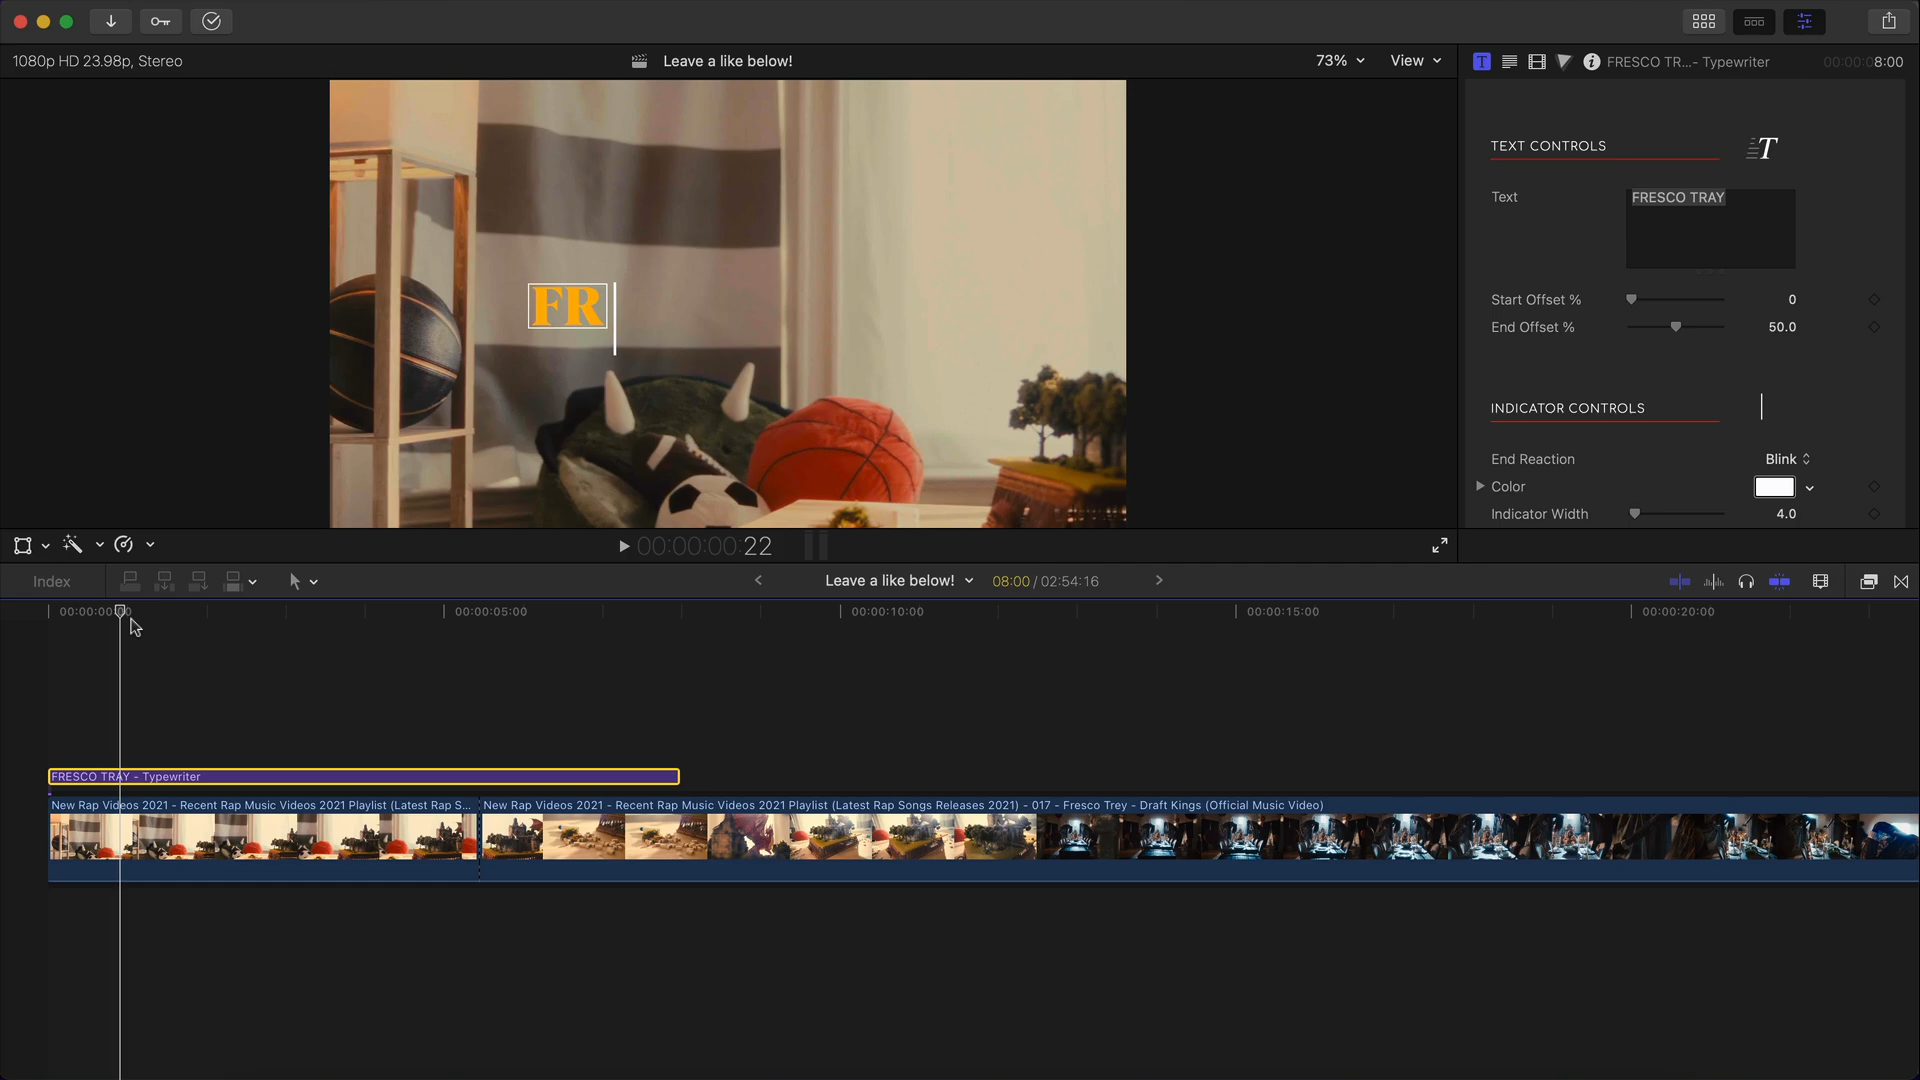 1080p HD 23.98p, Stereo
Leave a like below!
73%
View
FRESCO TR...- Typewriter
00:00:08:00
TEXT CONTROLS
T
Text
FRESCO TRAY
Start Offset %
0
End Offset %
50.0
INDICATOR CONTROLS
End Reaction
Blink
Color
Indicator Width
4.0
FR
00:00:00:22
Index
Leave a like below!
08:00 / 02:54:16
00:00:00:00
00:00:05:00
00:00:10:00
00:00:15:00
00:00:20:00
FRESCO TRAY - Typewriter
New Rap Videos 2021 - Recent Rap Music Videos 2021 Playlist (Latest Rap S...
New Rap Videos 2021 - Recent Rap Music Videos 2021 Playlist (Latest Rap Songs Releases 2021) - 017 - Fresco Trey - Draft Kings (Official Music Video)